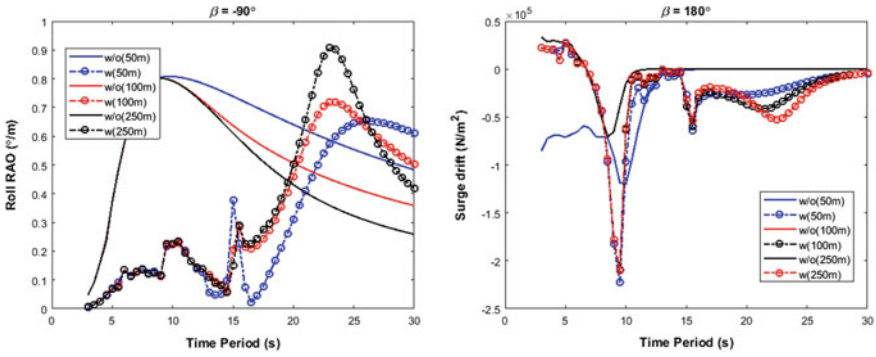 β = -90°
Roll RAO (°/m)
1
0.9
0.8
0.7
0.6
0.5
0.4
0.3
0.2
0.1
0
w/o(50m)
w(50m)
w/o(100m)
w(100m)
w/o(250m)
w(250m)
0 5 10 15 20 25 30
Time Period (s)
×10⁵
β = 180°
Surge drift (N/m²)
0.5
0
-0.5
-1
-1.5
-2
-2.5
w/o(50m)
w(50m)
w/o(100m)
w(100m)
w/o(250m)
w(250m)
0 5 10 15 20 25 30
Time Period (s)